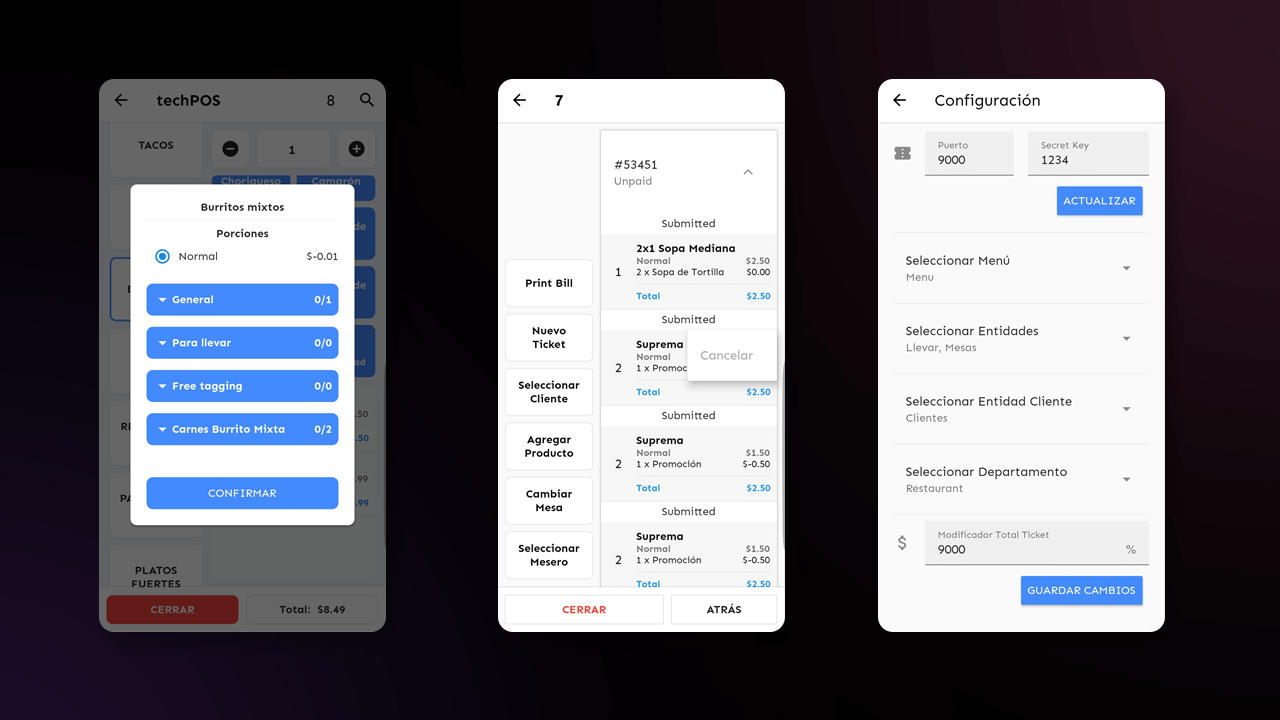 techPOS 8
TACOS
1
Choriqueso Camarón
Burritos mixtos
Porciones
Normal $-0.01
General 0/1
Para llevar 0/0
Free tagging 0/0
Carnes Burrito Mixta 0/2
CONFIRMAR
PLATOS
FUERTES
CERRAR Total: $8.49
7
Print Bill
Nuevo
Ticket
Seleccionar
Cliente
Agregar
Producto
Cambiar
Mesa
Seleccionar
Mesero
#53451
Unpaid
Submitted
2x1 Sopa Mediana
Normal $2.50
1 2 x Sopa de Tortilla $0.00
Total $2.50
Submitted
Suprema
Normal
2 1 x Promoc
Cancelar
Total $2.50
Submitted
Suprema
Normal $1.50
2 1 x Promoción $-0.50
Total $2.50
Submitted
Suprema
Normal $1.50
2 1 x Promoción $-0.50
Total $2.50
CERRAR ATRÁS
Configuración
Puerto
9000
Secret Key
1234
ACTUALIZAR
Seleccionar Menú
Menu
Seleccionar Entidades
Llevar, Mesas
Seleccionar Entidad Cliente
Clientes
Seleccionar Departamento
Restaurant
Modificador Total Ticket
$ 9000 %
GUARDAR CAMBIOS